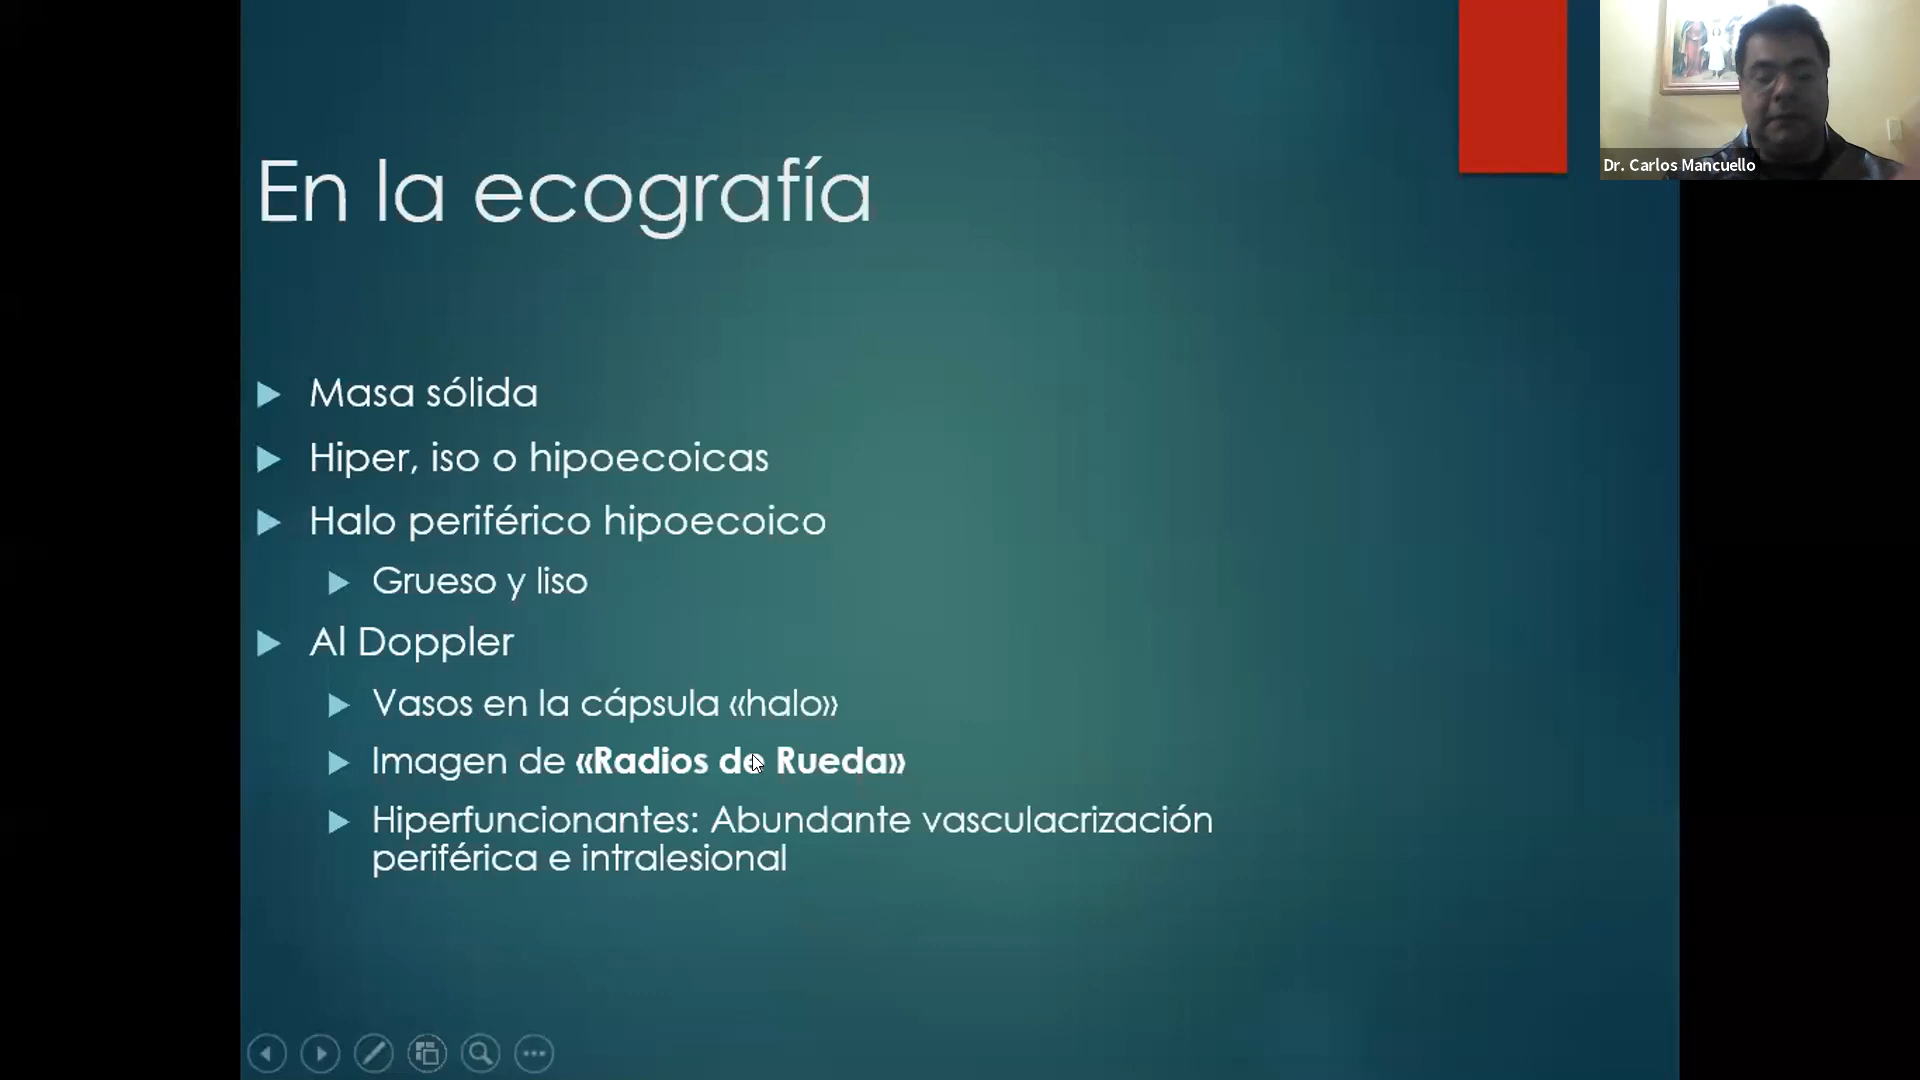 En la ecografía
Masa sólida
Hiper, iso o hipoecoicas
Halo periférico hipoecoico
Grueso y liso
Al Doppler
Vasos en la cápsula «halo»
Imagen de «Radios de Rueda»
Hiperfuncionantes: Abundante vasculacrización
periférica e intralesional
Dr. Carlos Mancuello